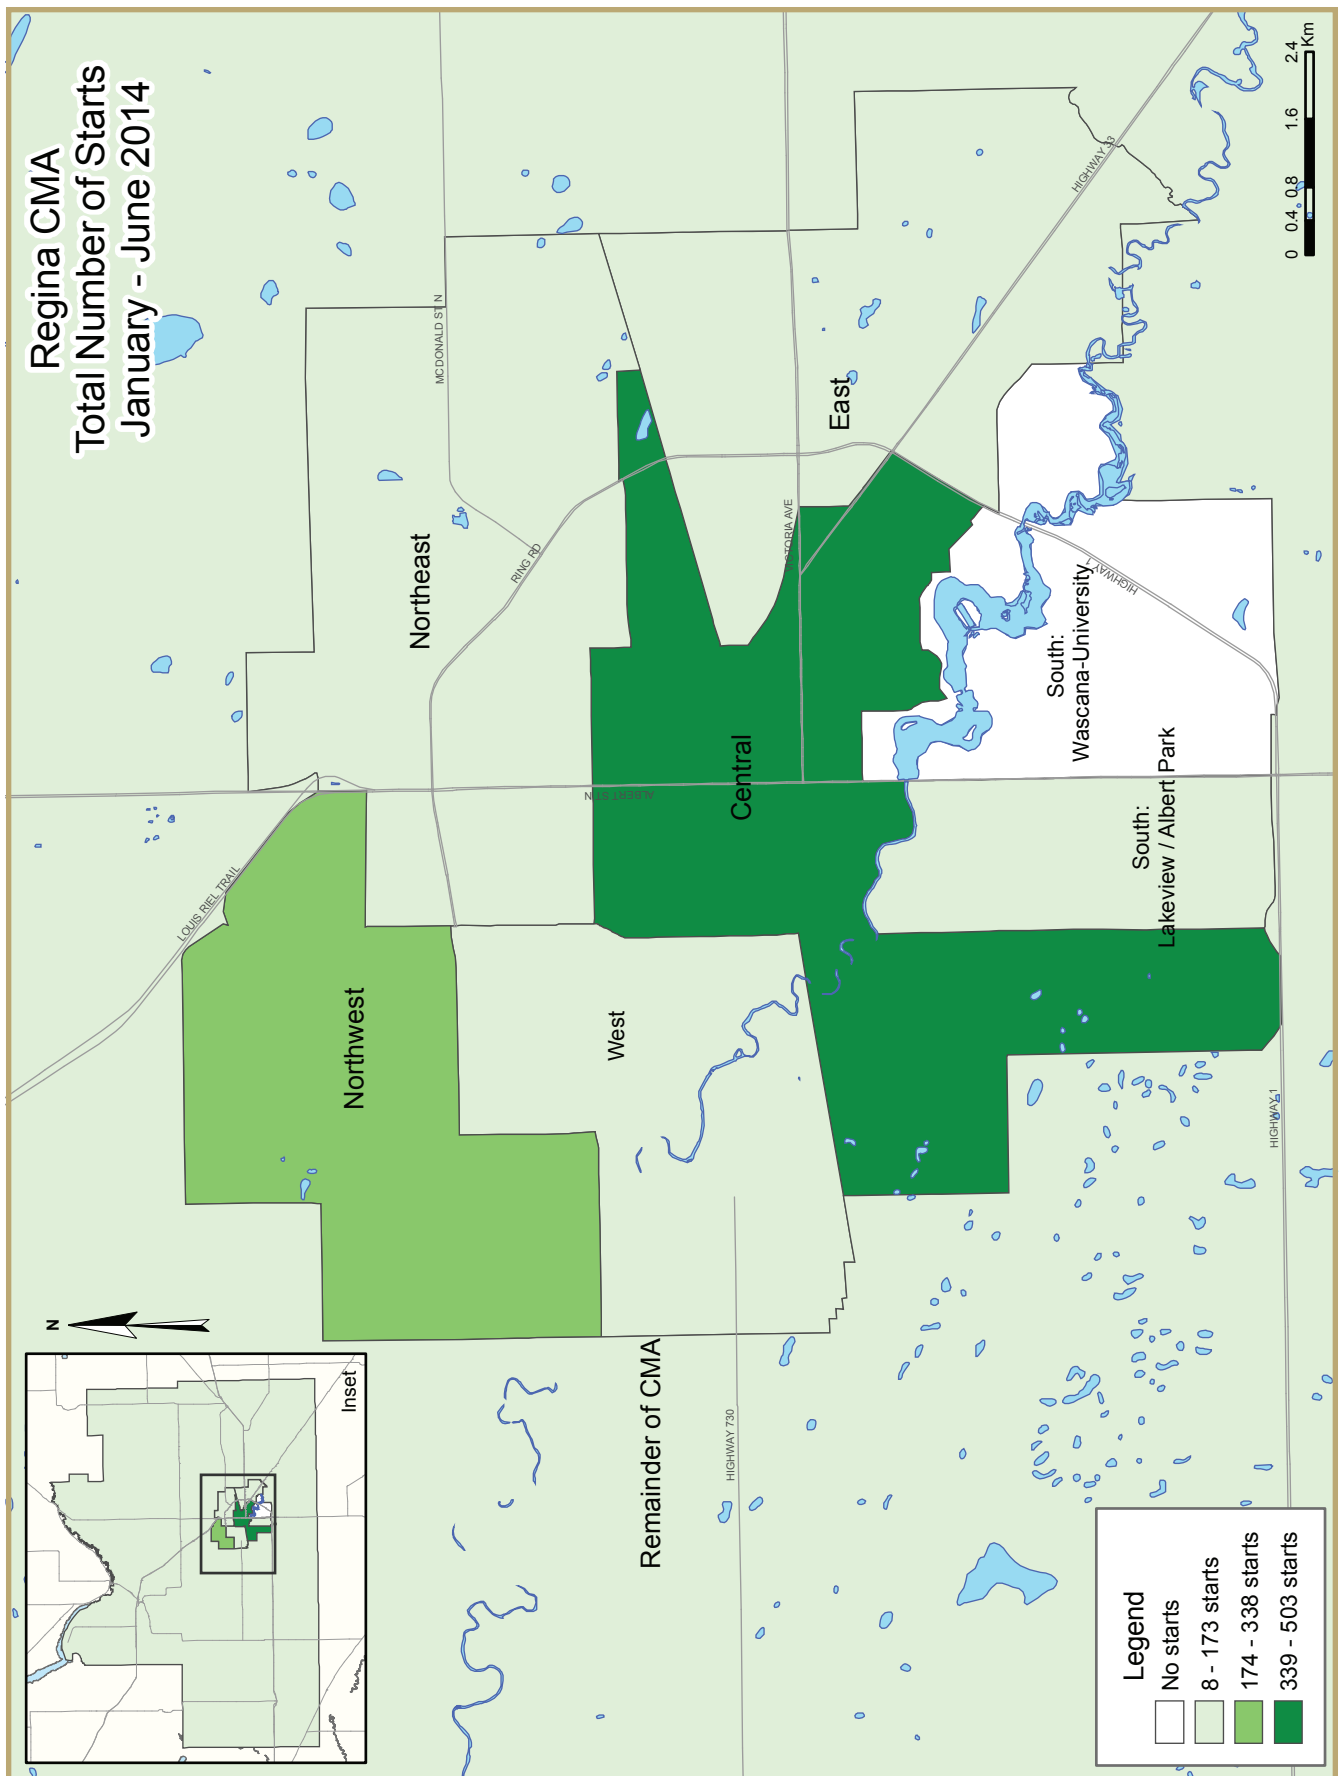 Regina CMA
Total Number of Starts
January - June 2014
N
Inset
LOUIS RIEL TRAIL
MCDONALD ST N
Northwest
Northeast
RING RD
ALBERT ST N
West
Central
VICTORIA AVE
East
Remainder of CMA
HIGHWAY 730
HIGHWAY 33
South:
Wascana-University
HIGHWAY 1
South:
Lakeview / Albert Park
HIGHWAY 1
Legend
No starts
8 - 173 starts
174 - 338 starts
339 - 503 starts
0 0.4 0.8 1.6 2.4
Km